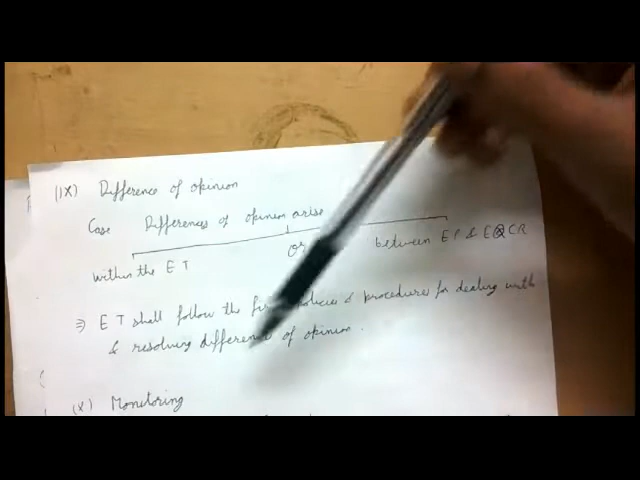 (IX) Difference of opinion
Case Differences of opinion arise
within the E T or between E P & EQCR
⇒ E T shall follow the firm policies & procedures for dealing with
& resolving difference of opinion.
(X) Monitoring